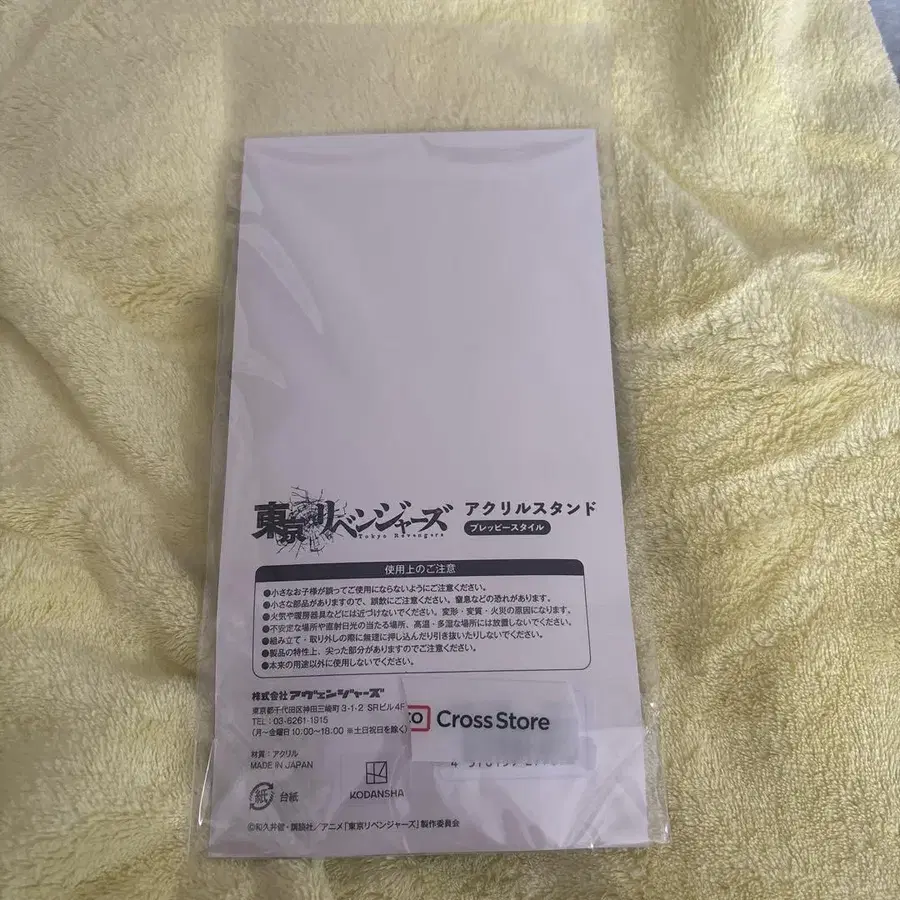 東京リベンジャーズ
Tokyo Revengers
アクリルスタンド
プレッピースタイル
使用上のご注意
●小さなお子様が誤ってご使用にならないようにご注意ください。
●小さな部品がありますので、誤飲にご注意ください。窒息などの恐れがあります。
●火気や暖房器具などには近づけないでください。変形・変質・火災の原因になります。
●不安定な場所や直射日光の当たる場所、高温・多湿な場所には放置しないでください。
●組み立て・取り外しの際に無理に押し込んだり引き抜いたりしないでください。
●製品の特性上、尖った部分がありますのでご注意ください。
●本来の用途以外に使用しないでください。
株式会社アヴェンジャーズ
東京都千代田区神田三崎町3-1-2 SRビル4F
TEL:03-6261-1915
(月~金曜日10:00~18:00 ※土日祝日を除く)
CO Cross Store
材質:アクリル
MADE IN JAPAN
紙 台紙
KODANSHA
©和久井健・講談社/アニメ「東京リベンジャーズ」製作委員会